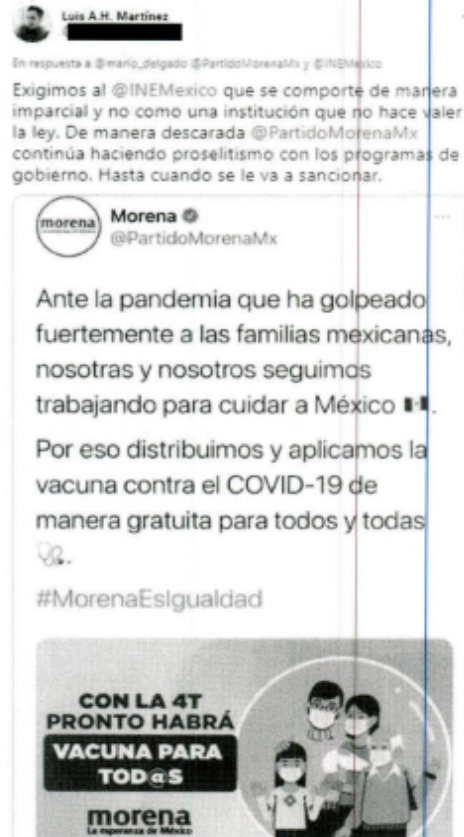 Luis A.H. Martínez
En respuesta a @mario_delgado @PartidoMorenaMx y @INEMexico
Exigimos al @INEMexico que se comporte de manera
imparcial y no como una institución que no hace valer
la ley. De manera descarada @PartidoMorenaMx
continúa haciendo proselitismo con los programas de
gobierno. Hasta cuando se le va a sancionar.
morena
Morena
@PartidoMorenaMx
Ante la pandemia que ha golpeado
fuertemente a las familias mexicanas,
nosotras y nosotros seguimos
trabajando para cuidar a México 🇲🇽.
Por eso distribuimos y aplicamos la
vacuna contra el COVID-19 de
manera gratuita para todos y todas
🩺.
#MorenaEsIgualdad
CON LA 4T
PRONTO HABRÁ
VACUNA PARA
TOD@S
morena
La esperanza de México